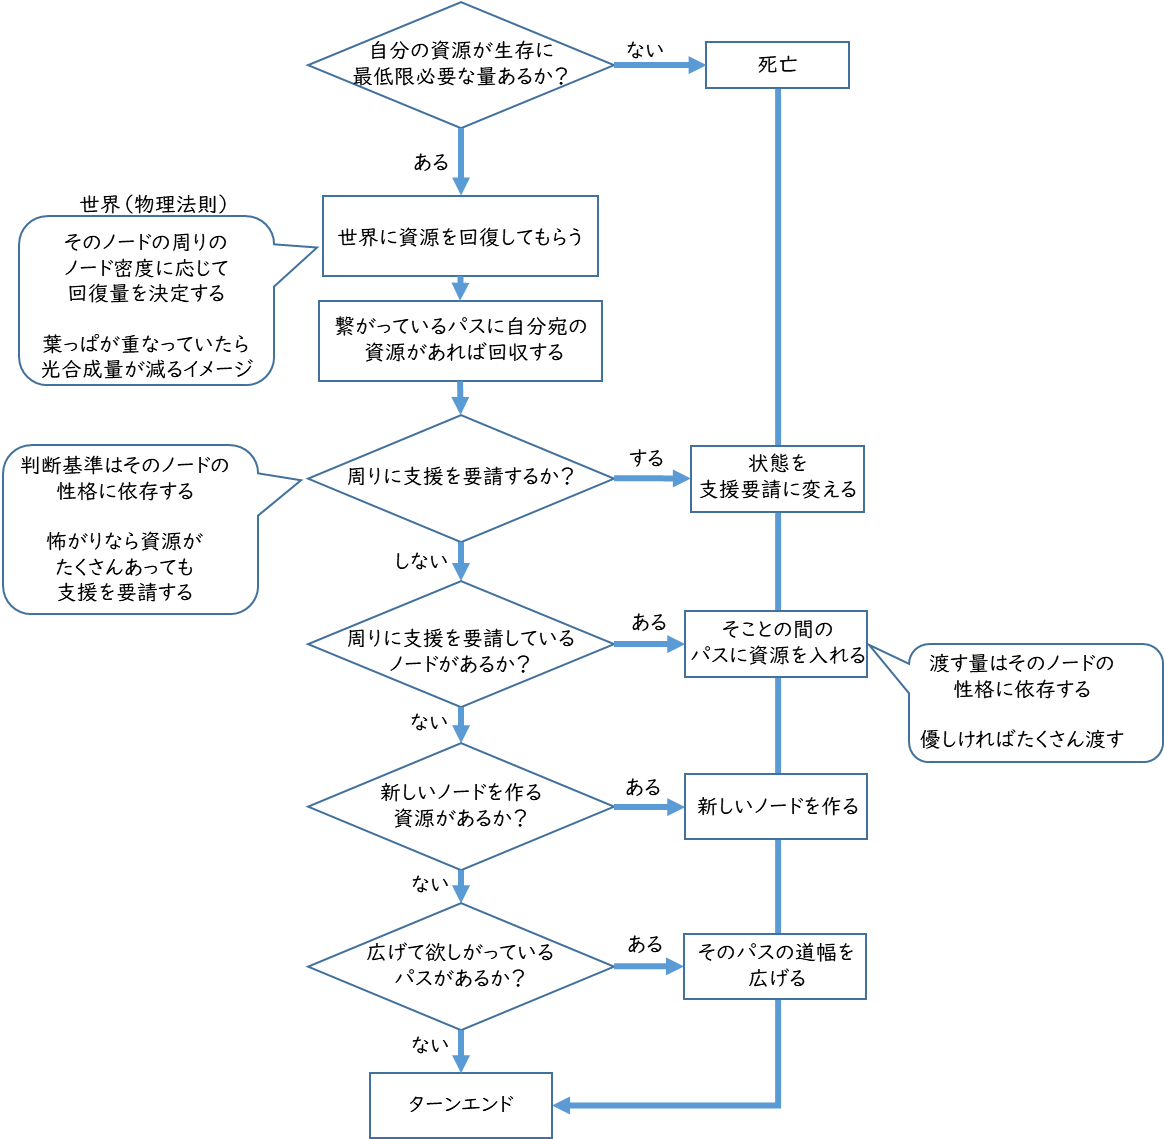 自分の資源が生存に
最低限必要な量あるか？
ない
死亡
ある
世界（物理法則）
そのノードの周りの
ノード密度に応じて
回復量を決定する
葉っぱが重なっていたら
光合成量が減るイメージ
世界に資源を回復してもらう
繋がっているパスに自分宛の
資源があれば回収する
判断基準はそのノードの
性格に依存する
怖がりなら資源が
たくさんあっても
支援を要請する
周りに支援を要請するか？
する
状態を
支援要請に変える
しない
周りに支援を要請している
ノードがあるか？
ある
そことの間の
パスに資源を入れる
渡す量はそのノードの
性格に依存する
優しければたくさん渡す
ない
新しいノードを作る
資源があるか？
ある
新しいノードを作る
ない
広げて欲しがっている
パスがあるか？
ある
そのパスの道幅を
広げる
ない
ターンエンド